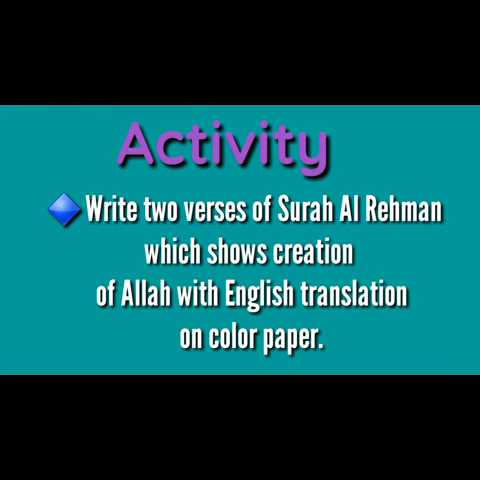 Activity
Write two verses of Surah Al Rehman
which shows creation
of Allah with English translation
on color paper.